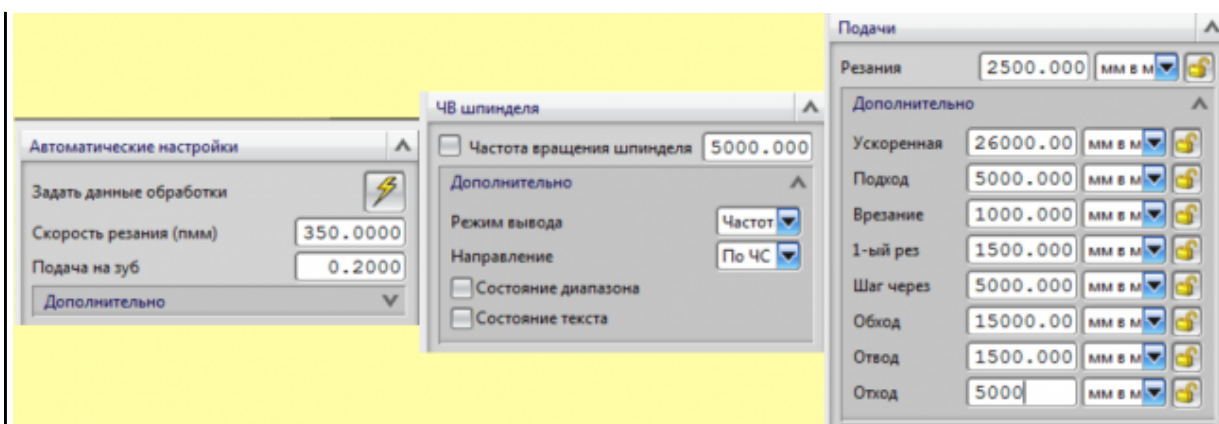 Автоматические настройки
Задать данные обработки
Скорость резания (пмм) 350.0000
Подача на зуб 0.2000
Дополнительно
ЧВ шпинделя
Частота вращения шпинделя 5000.000
Дополнительно
Режим вывода Частот
Направление По ЧС
Состояние диапазона
Состояние текста
Подачи
Резания 2500.000 мм в м
Дополнительно
Ускоренная 26000.00 мм в м
Подход 5000.000 мм в м
Врезание 1000.000 мм в м
1-ый рез 1500.000 мм в м
Шаг через 5000.000 мм в м
Обход 15000.00 мм в м
Отвод 1500.000 мм в м
Отход 5000 мм в м